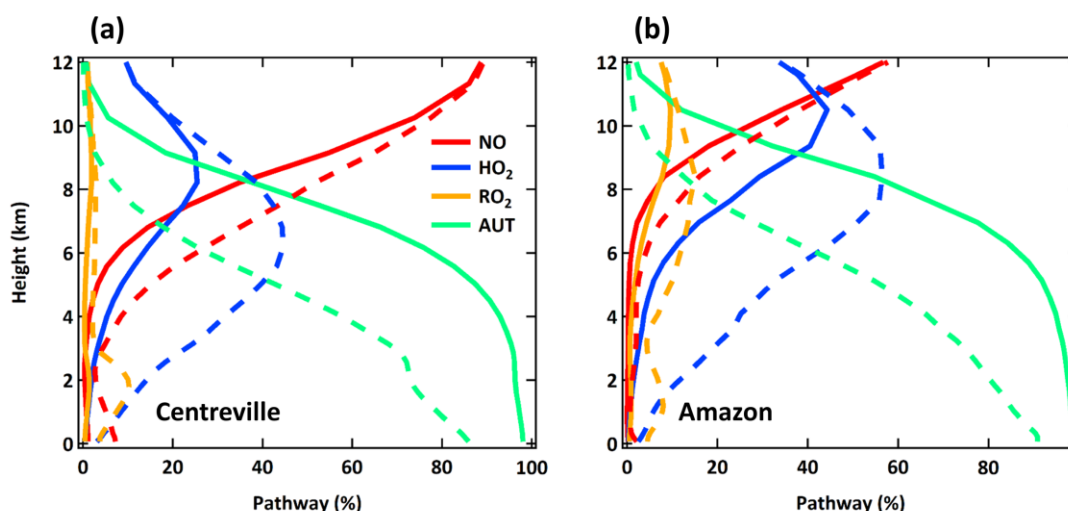 (a)
(b)
12
10
8
6
4
2
0
Height (km)
NO
HO₂
RO₂
AUT
Centreville
0 20 40 60 80 100
Pathway (%)
12
10
8
6
4
2
0
Amazon
0 20 40 60 80
Pathway (%)